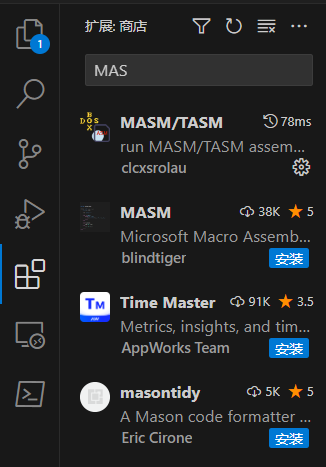 扩展: 商店
1
MAS
MASM/TASM 78ms
run MASM/TASM assem...
clcxsrolau
MASM 38K 5
Microsoft Macro Assemb...
blindtiger 安装
Time Master 91K 3.5
Metrics, insights, and tim...
AppWorks Team 安装
masontidy 5K 5
A Mason code formatter ...
Eric Cirone 安装